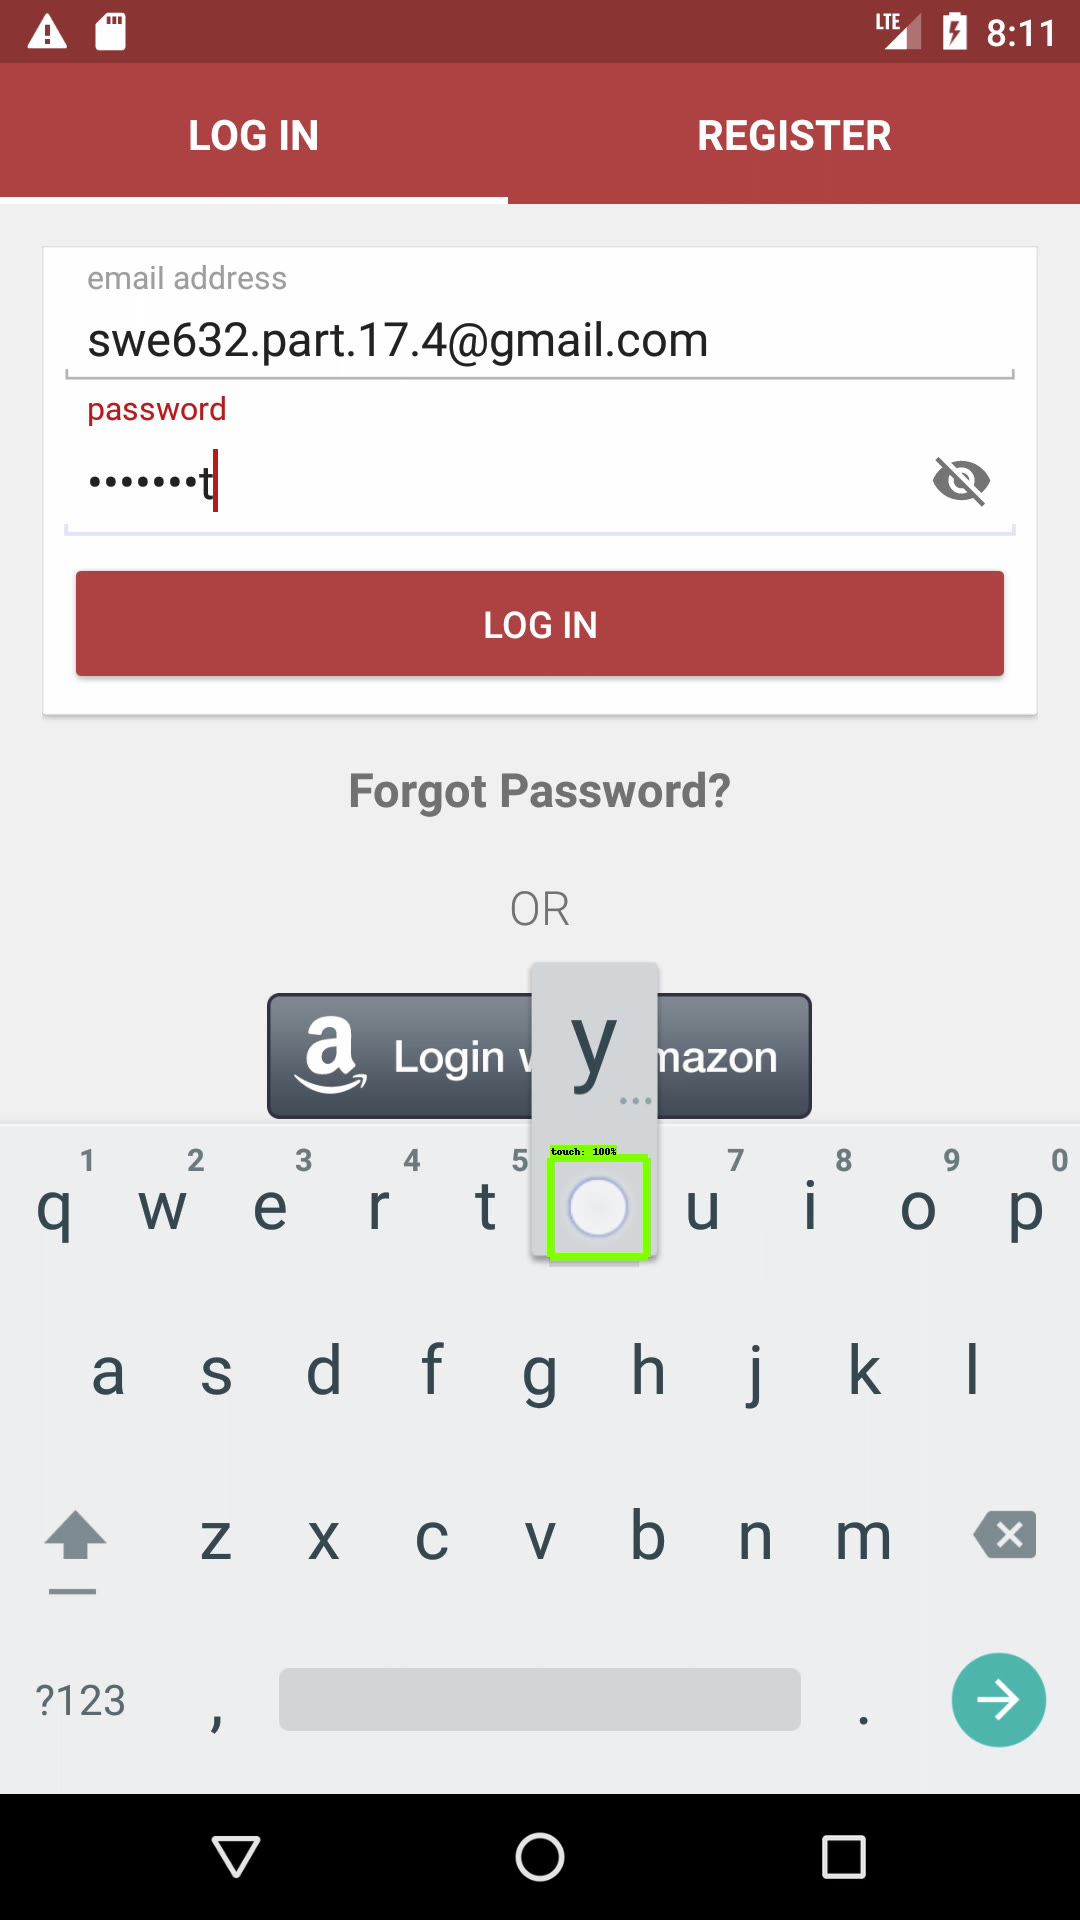 LTE 8:11
LOG IN REGISTER
email address
swe632.part.17.4@gmail.com
password
•••••••t
LOG IN
Forgot Password?
OR
a Login w mazon
y
...
touch: 100%
1 2 3 4 5 7 8 9 0
q w e r t u i o p
a s d f g h j k l
z x c v b n m
?123 , .